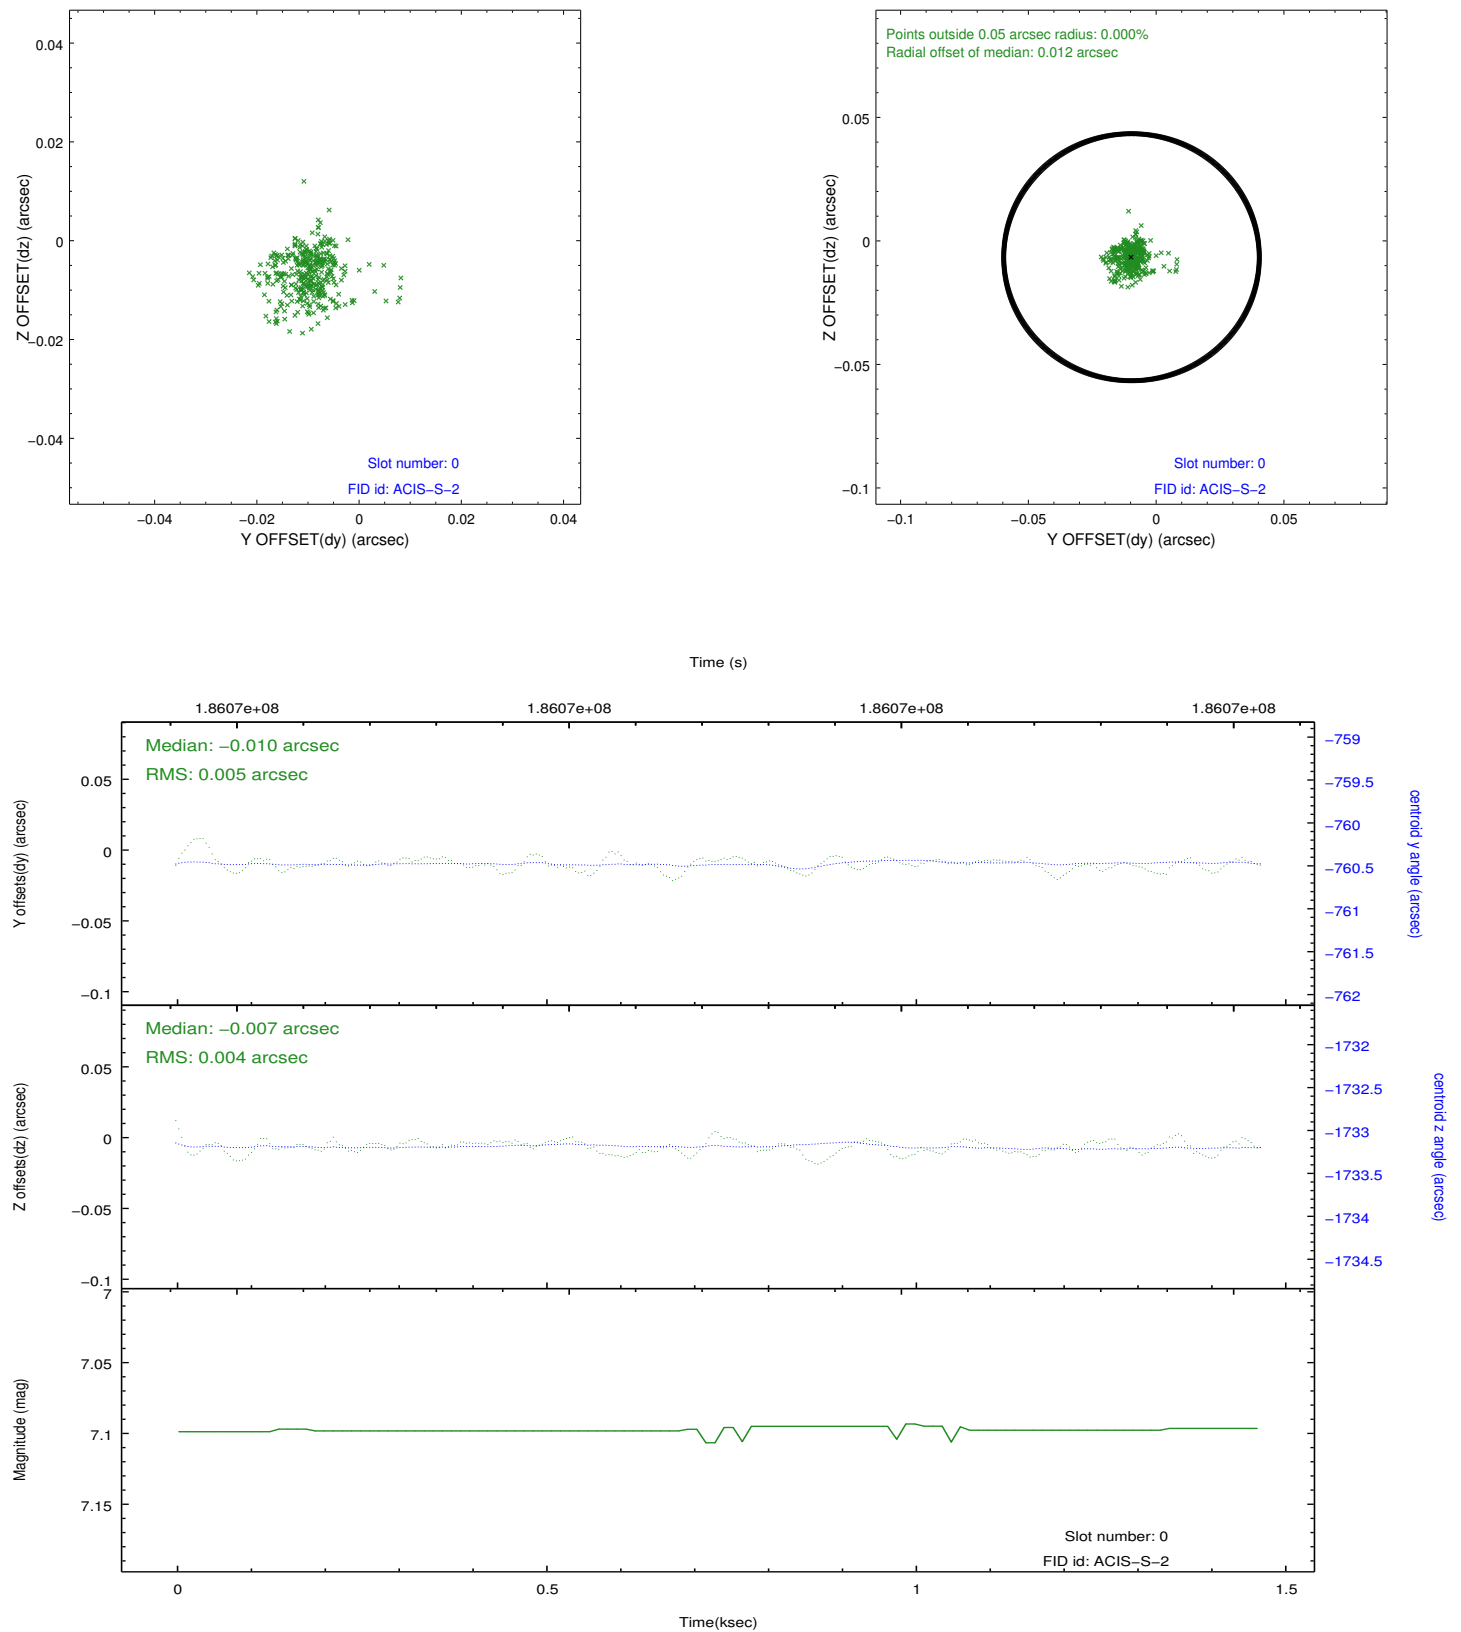 0.04
0.02
0
−0.02
−0.04
Z OFFSET(dz) (arcsec)
Slot number: 0
FID id: ACIS−S−2
−0.04 −0.02 0 0.02 0.04
Y OFFSET(dy) (arcsec)
Points outside 0.05 arcsec radius: 0.000%
Radial offset of median: 0.012 arcsec
0.05
0
−0.05
−0.1
Z OFFSET(dz) (arcsec)
Slot number: 0
FID id: ACIS−S−2
−0.1 −0.05 0 0.05
Y OFFSET(dy) (arcsec)
Time (s)
1.8607e+08 1.8607e+08 1.8607e+08 1.8607e+08
Median: −0.010 arcsec
RMS: 0.005 arcsec
0.05
0
−0.05
−0.1
Y offsets(dy) (arcsec)
−759
−759.5
−760
−760.5
−761
−761.5
−762
centroid y angle (arcsec)
Median: −0.007 arcsec
RMS: 0.004 arcsec
0.05
0
−0.05
−0.1
Z offsets(dz) (arcsec)
−1732
−1732.5
−1733
−1733.5
−1734
−1734.5
centroid z angle (arcsec)
7
7.05
7.1
7.15
Magnitude (mag)
Slot number: 0
FID id: ACIS−S−2
0 0.5 1 1.5
Time(ksec)